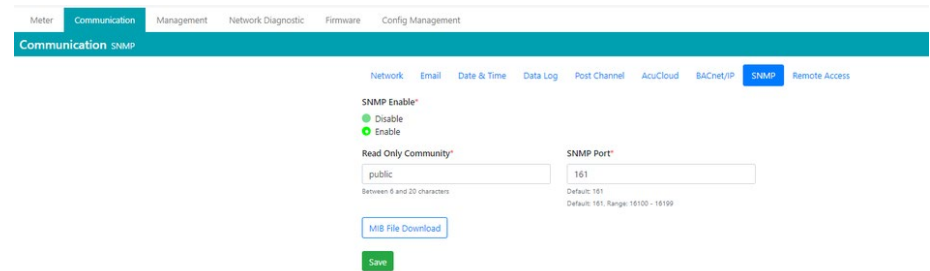 Meter Communication Management Network Diagnostic Firmware Config Management
Communication SNMP
Network Email Date & Time Data Log Post Channel AcuCloud BACnet/IP SNMP Remote Access
SNMP Enable*
Disable
Enable
Read Only Community* SNMP Port*
public 161
Between 6 and 20 characters Default: 161
Default: 161, Range: 16100 - 16199
MIB File Download
Save